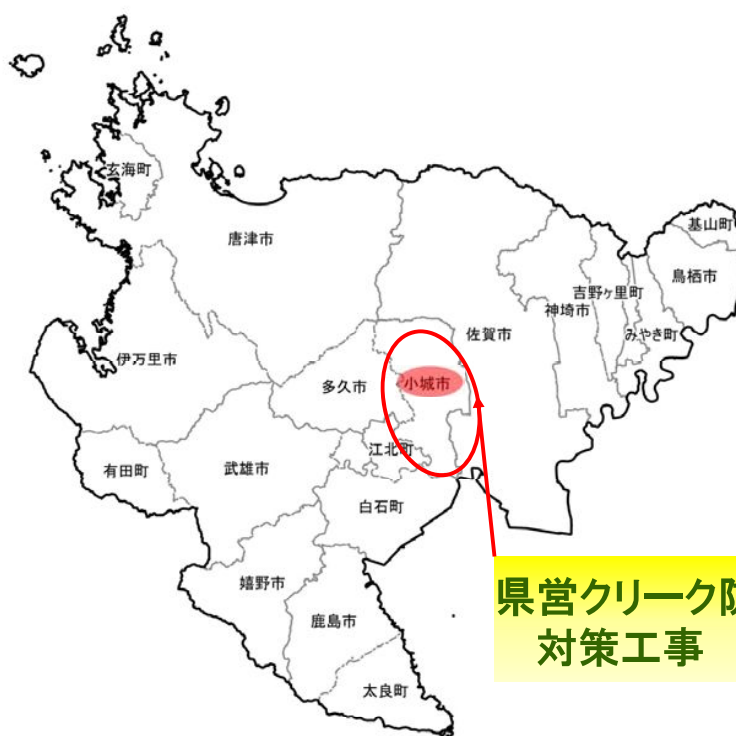 玄海町
唐津市
基山町
鳥栖市
吉野ヶ里町
神埼市
みやき町
佐賀市
伊万里市
多久市
小城市
江北町
有田町
武雄市
白石町
嬉野市
鹿島市
太良町
県営クリーク防
対策工事